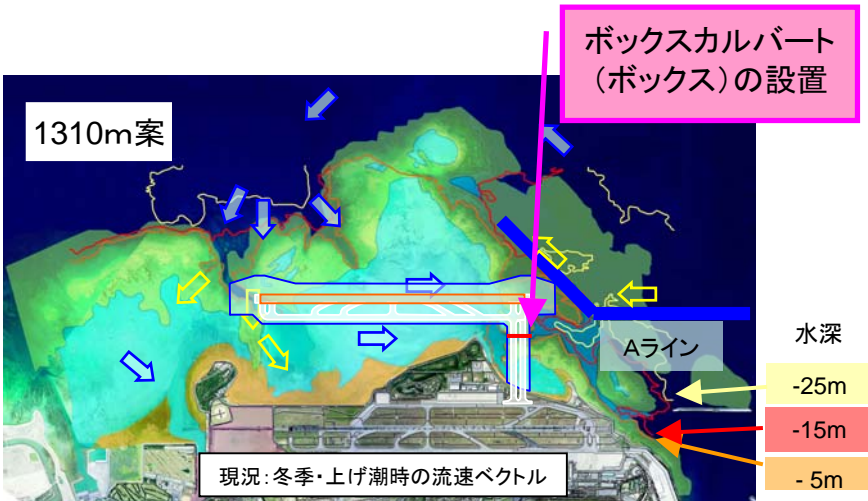 ボックスカルバート
(ボックス)の設置
1310m案
Aライン
水深
-25m
-15m
- 5m
現況:冬季・上げ潮時の流速ベクトル